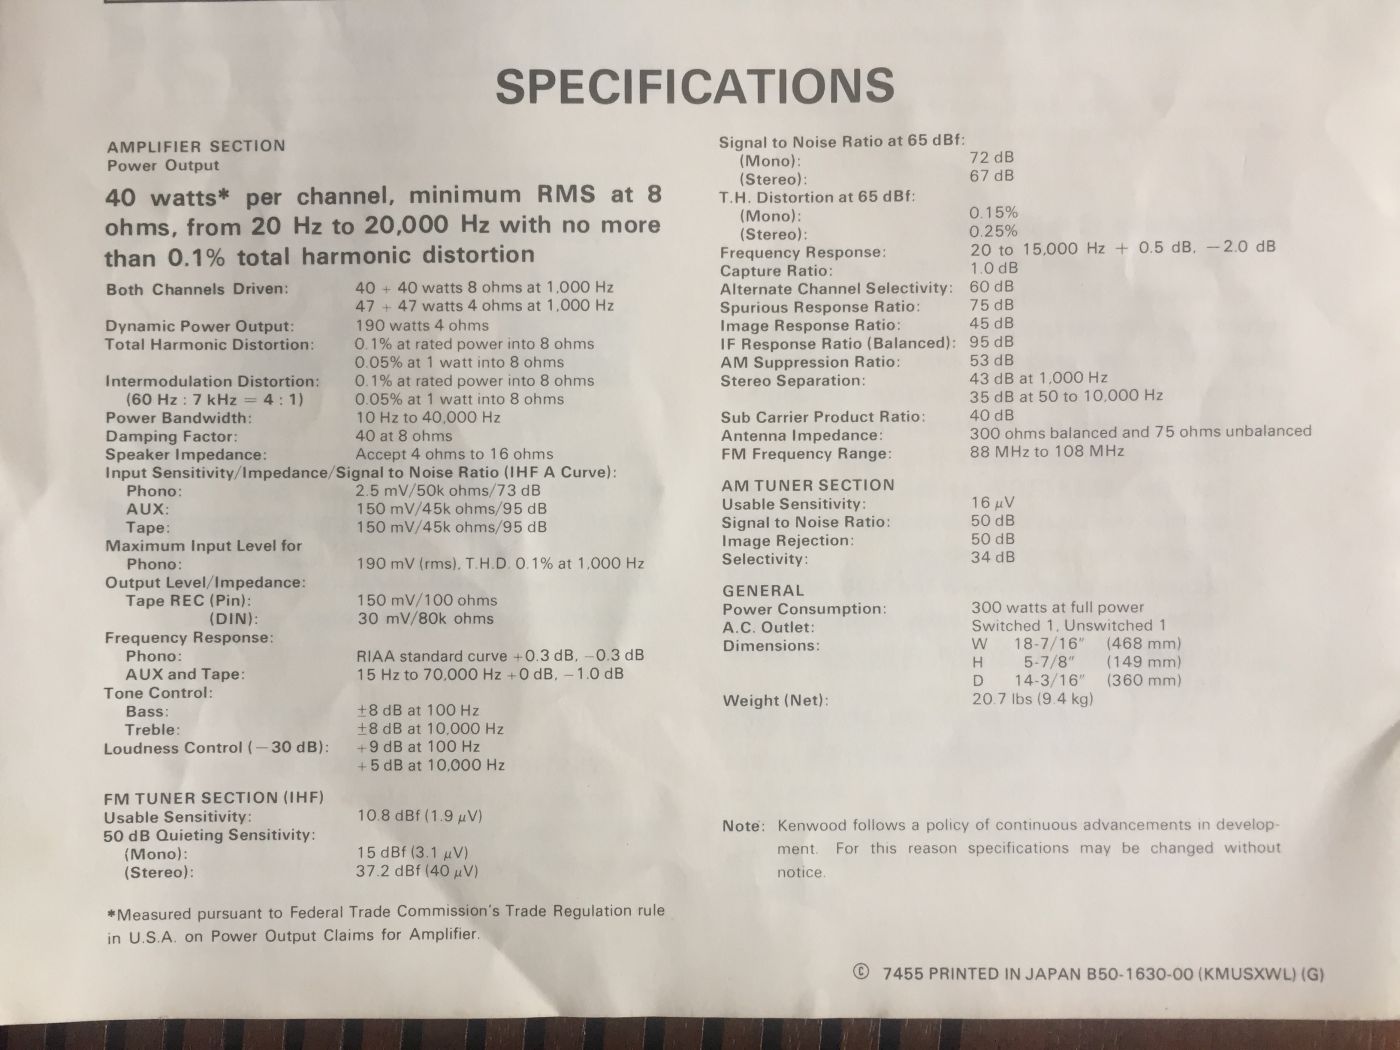 SPECIFICATIONS
AMPLIFIER SECTION
Power Output
40 watts* per channel, minimum RMS at 8
ohms, from 20 Hz to 20,000 Hz with no more
than 0.1% total harmonic distortion
Both Channels Driven: 40 + 40 watts 8 ohms at 1,000 Hz
47 + 47 watts 4 ohms at 1,000 Hz
Dynamic Power Output: 190 watts 4 ohms
Total Harmonic Distortion: 0.1% at rated power into 8 ohms
0.05% at 1 watt into 8 ohms
Intermodulation Distortion: 0.1% at rated power into 8 ohms
(60 Hz : 7 kHz = 4 : 1) 0.05% at 1 watt into 8 ohms
Power Bandwidth: 10 Hz to 40,000 Hz
Damping Factor: 40 at 8 ohms
Speaker Impedance: Accept 4 ohms to 16 ohms
Input Sensitivity/Impedance/Signal to Noise Ratio (IHF A Curve):
Phono: 2.5 mV/50k ohms/73 dB
AUX: 150 mV/45k ohms/95 dB
Tape: 150 mV/45k ohms/95 dB
Maximum Input Level for
Phono: 190 mV (rms), T.H.D. 0.1% at 1,000 Hz
Output Level/Impedance:
Tape REC (Pin): 150 mV/100 ohms
(DIN): 30 mV/80k ohms
Frequency Response:
Phono: RIAA standard curve +0.3 dB, −0.3 dB
AUX and Tape: 15 Hz to 70,000 Hz +0 dB, −1.0 dB
Tone Control:
Bass: ±8 dB at 100 Hz
Treble: ±8 dB at 10,000 Hz
Loudness Control (−30 dB): +9 dB at 100 Hz
+5 dB at 10,000 Hz
FM TUNER SECTION (IHF)
Usable Sensitivity: 10.8 dBf (1.9 μV)
50 dB Quieting Sensitivity:
(Mono): 15 dBf (3.1 μV)
(Stereo): 37.2 dBf (40 μV)
*Measured pursuant to Federal Trade Commission's Trade Regulation rule
in U.S.A. on Power Output Claims for Amplifier.
Signal to Noise Ratio at 65 dBf:
(Mono): 72 dB
(Stereo): 67 dB
T.H. Distortion at 65 dBf:
(Mono): 0.15%
(Stereo): 0.25%
Frequency Response: 20 to 15,000 Hz + 0.5 dB, −2.0 dB
Capture Ratio: 1.0 dB
Alternate Channel Selectivity: 60 dB
Spurious Response Ratio: 75 dB
Image Response Ratio: 45 dB
IF Response Ratio (Balanced): 95 dB
AM Suppression Ratio: 53 dB
Stereo Separation: 43 dB at 1,000 Hz
35 dB at 50 to 10,000 Hz
Sub Carrier Product Ratio: 40 dB
Antenna Impedance: 300 ohms balanced and 75 ohms unbalanced
FM Frequency Range: 88 MHz to 108 MHz
AM TUNER SECTION
Usable Sensitivity: 16 μV
Signal to Noise Ratio: 50 dB
Image Rejection: 50 dB
Selectivity: 34 dB
GENERAL
Power Consumption: 300 watts at full power
A.C. Outlet: Switched 1, Unswitched 1
Dimensions: W 18-7/16″ (468 mm)
H 5-7/8″ (149 mm)
D 14-3/16″ (360 mm)
Weight (Net): 20.7 lbs (9.4 kg)
Note: Kenwood follows a policy of continuous advancements in develop-
ment. For this reason specifications may be changed without
notice.
© 7455 PRINTED IN JAPAN B50-1630-00 (KMUSXWL) (G)